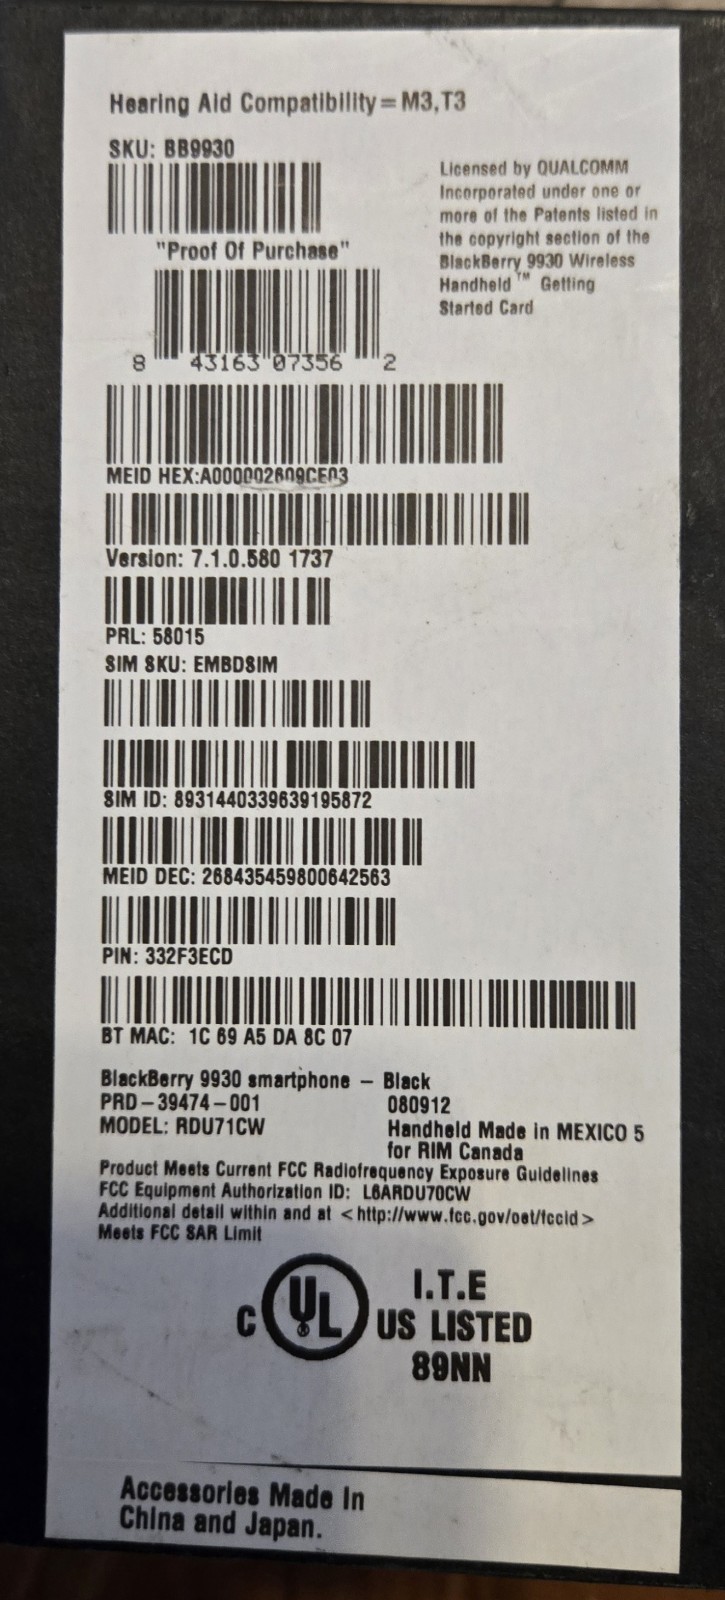 Hearing Aid Compatibility = M3,T3
SKU: BB9930
"Proof Of Purchase"
8 43163 07356 2
Licensed by QUALCOMM
Incorporated under one or
more of the Patents listed in
the copyright section of the
BlackBerry 9930 Wireless
Handheld ™ Getting
Started Card
MEID HEX:A000002609CE03
Version: 7.1.0.580 1737
PRL: 58015
SIM SKU: EMBDSIM
SIM ID: 8931440339639195872
MEID DEC: 268435459800642563
PIN: 332F3ECD
BT MAC: 1C 69 A5 DA 8C 07
BlackBerry 9930 smartphone – Black
PRD-39474-001 080912
MODEL: RDU71CW Handheld Made in MEXICO 5
for RIM Canada
Product Meets Current FCC Radiofrequency Exposure Guidelines
FCC Equipment Authorization ID: L6ARDU70CW
Additional detail within and at <http://www.fcc.gov/oet/fccid>
Meets FCC SAR Limit
C UL ® US LISTED
I.T.E
89NN
Accessories Made In
China and Japan.